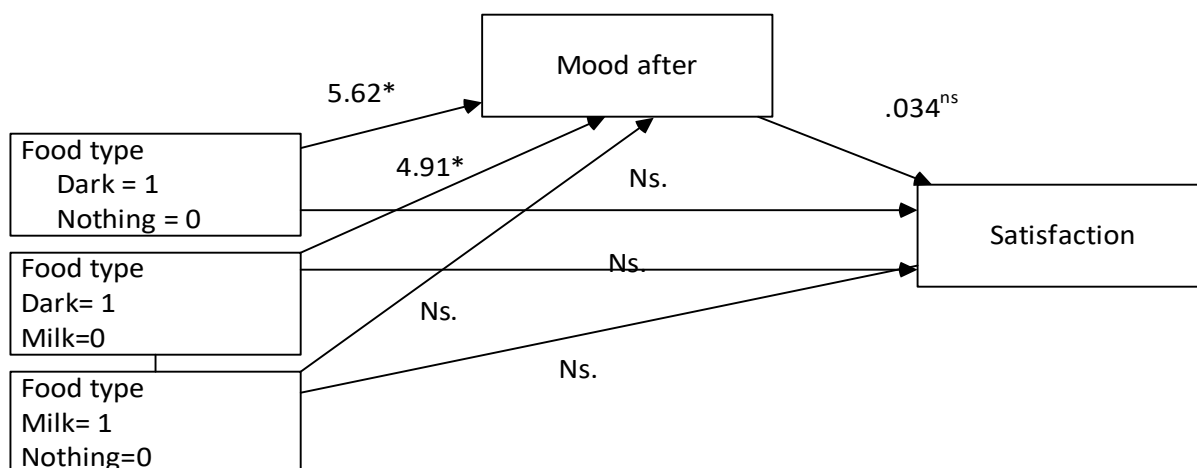 Mood after
5.62*
.034ns
Food type
Dark = 1
Nothing = 0
4.91*
Ns.
Satisfaction
Food type
Dark= 1
Milk=0
Ns.
Ns.
Food type
Milk= 1
Nothing=0
Ns.